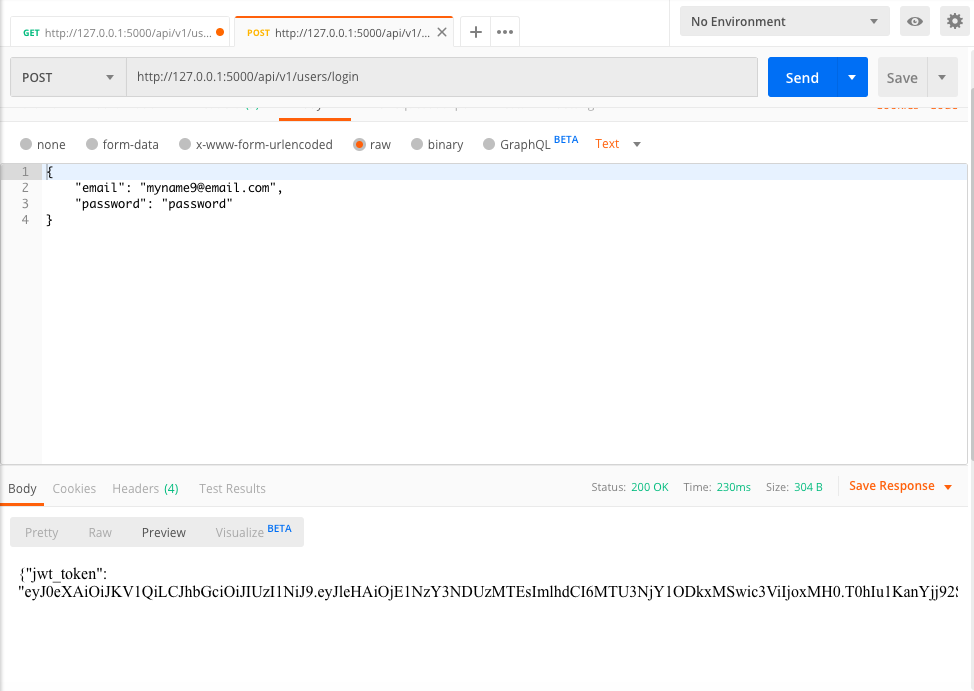 GET http://127.0.0.1:5000/api/v1/us... POST http://127.0.0.1:5000/api/v1/... No Environment
POST http://127.0.0.1:5000/api/v1/users/login Send Save
none form-data x-www-form-urlencoded raw binary GraphQL BETA Text
1 {
2 "email": "myname9@email.com",
3 "password": "password"
4 }
Body Cookies Headers (4) Test Results Status: 200 OK Time: 230ms Size: 304 B Save Response
Pretty Raw Preview Visualize BETA
{"jwt_token":
"eyJ0eXAiOiJKV1QiLCJhbGciOiJIUzI1NiJ9.eyJleHAiOjE1NzY3NDUzMTEsImlhdCI6MTU3NjY1ODkxMSwic3ViIjoxMH0.T0hIu1KanYjj92S